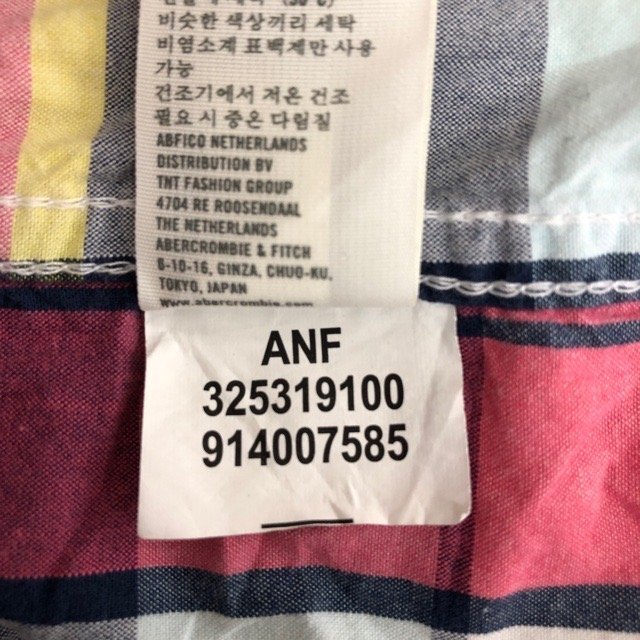 비슷한 색상끼리 세탁
비염소계 표백제만 사용
가능
건조기에서 저온 건조
필요 시 중온 다림질
ABFICO NETHERLANDS
DISTRIBUTION BV
TNT FASHION GROUP
4704 RE ROOSENDAAL
THE NETHERLANDS
ABERCROMBIE & FITCH
6-10-16, GINZA, CHUO-KU,
TOKYO, JAPAN
www.abercrombie.com
ANF
325319100
914007585